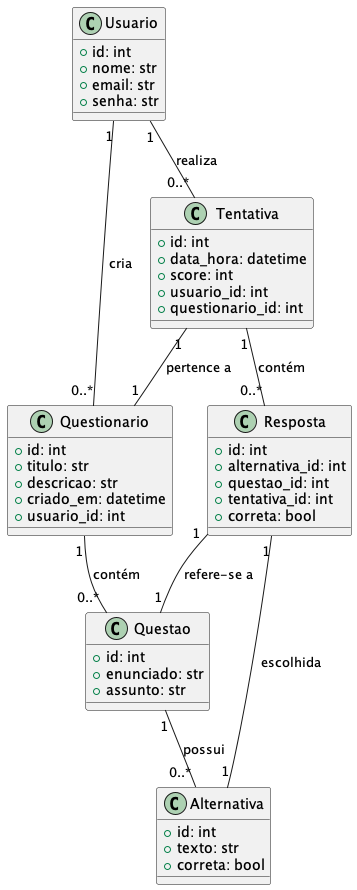 C Usuario
id: int
nome: str
email: str
senha: str
1
1
realiza
0..*
C Tentativa
id: int
data_hora: datetime
score: int
usuario_id: int
questionario_id: int
cria
1
1
pertence a
contém
0..*
1
0..*
C Questionario
id: int
titulo: str
descricao: str
criado_em: datetime
usuario_id: int
C Resposta
id: int
alternativa_id: int
questao_id: int
tentativa_id: int
correta: bool
1
1
1
contém
refere-se a
0..*
1
C Questao
id: int
enunciado: str
assunto: str
escolhida
1
possui
0..*
1
C Alternativa
id: int
texto: str
correta: bool